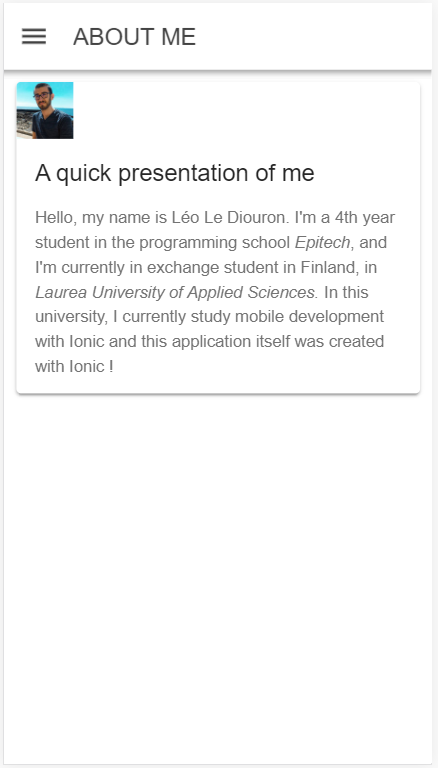 ABOUT ME
A quick presentation of me
Hello, my name is Léo Le Diouron. I'm a 4th year
student in the programming school Epitech, and
I'm currently in exchange student in Finland, in
Laurea University of Applied Sciences. In this
university, I currently study mobile development
with Ionic and this application itself was created
with Ionic !